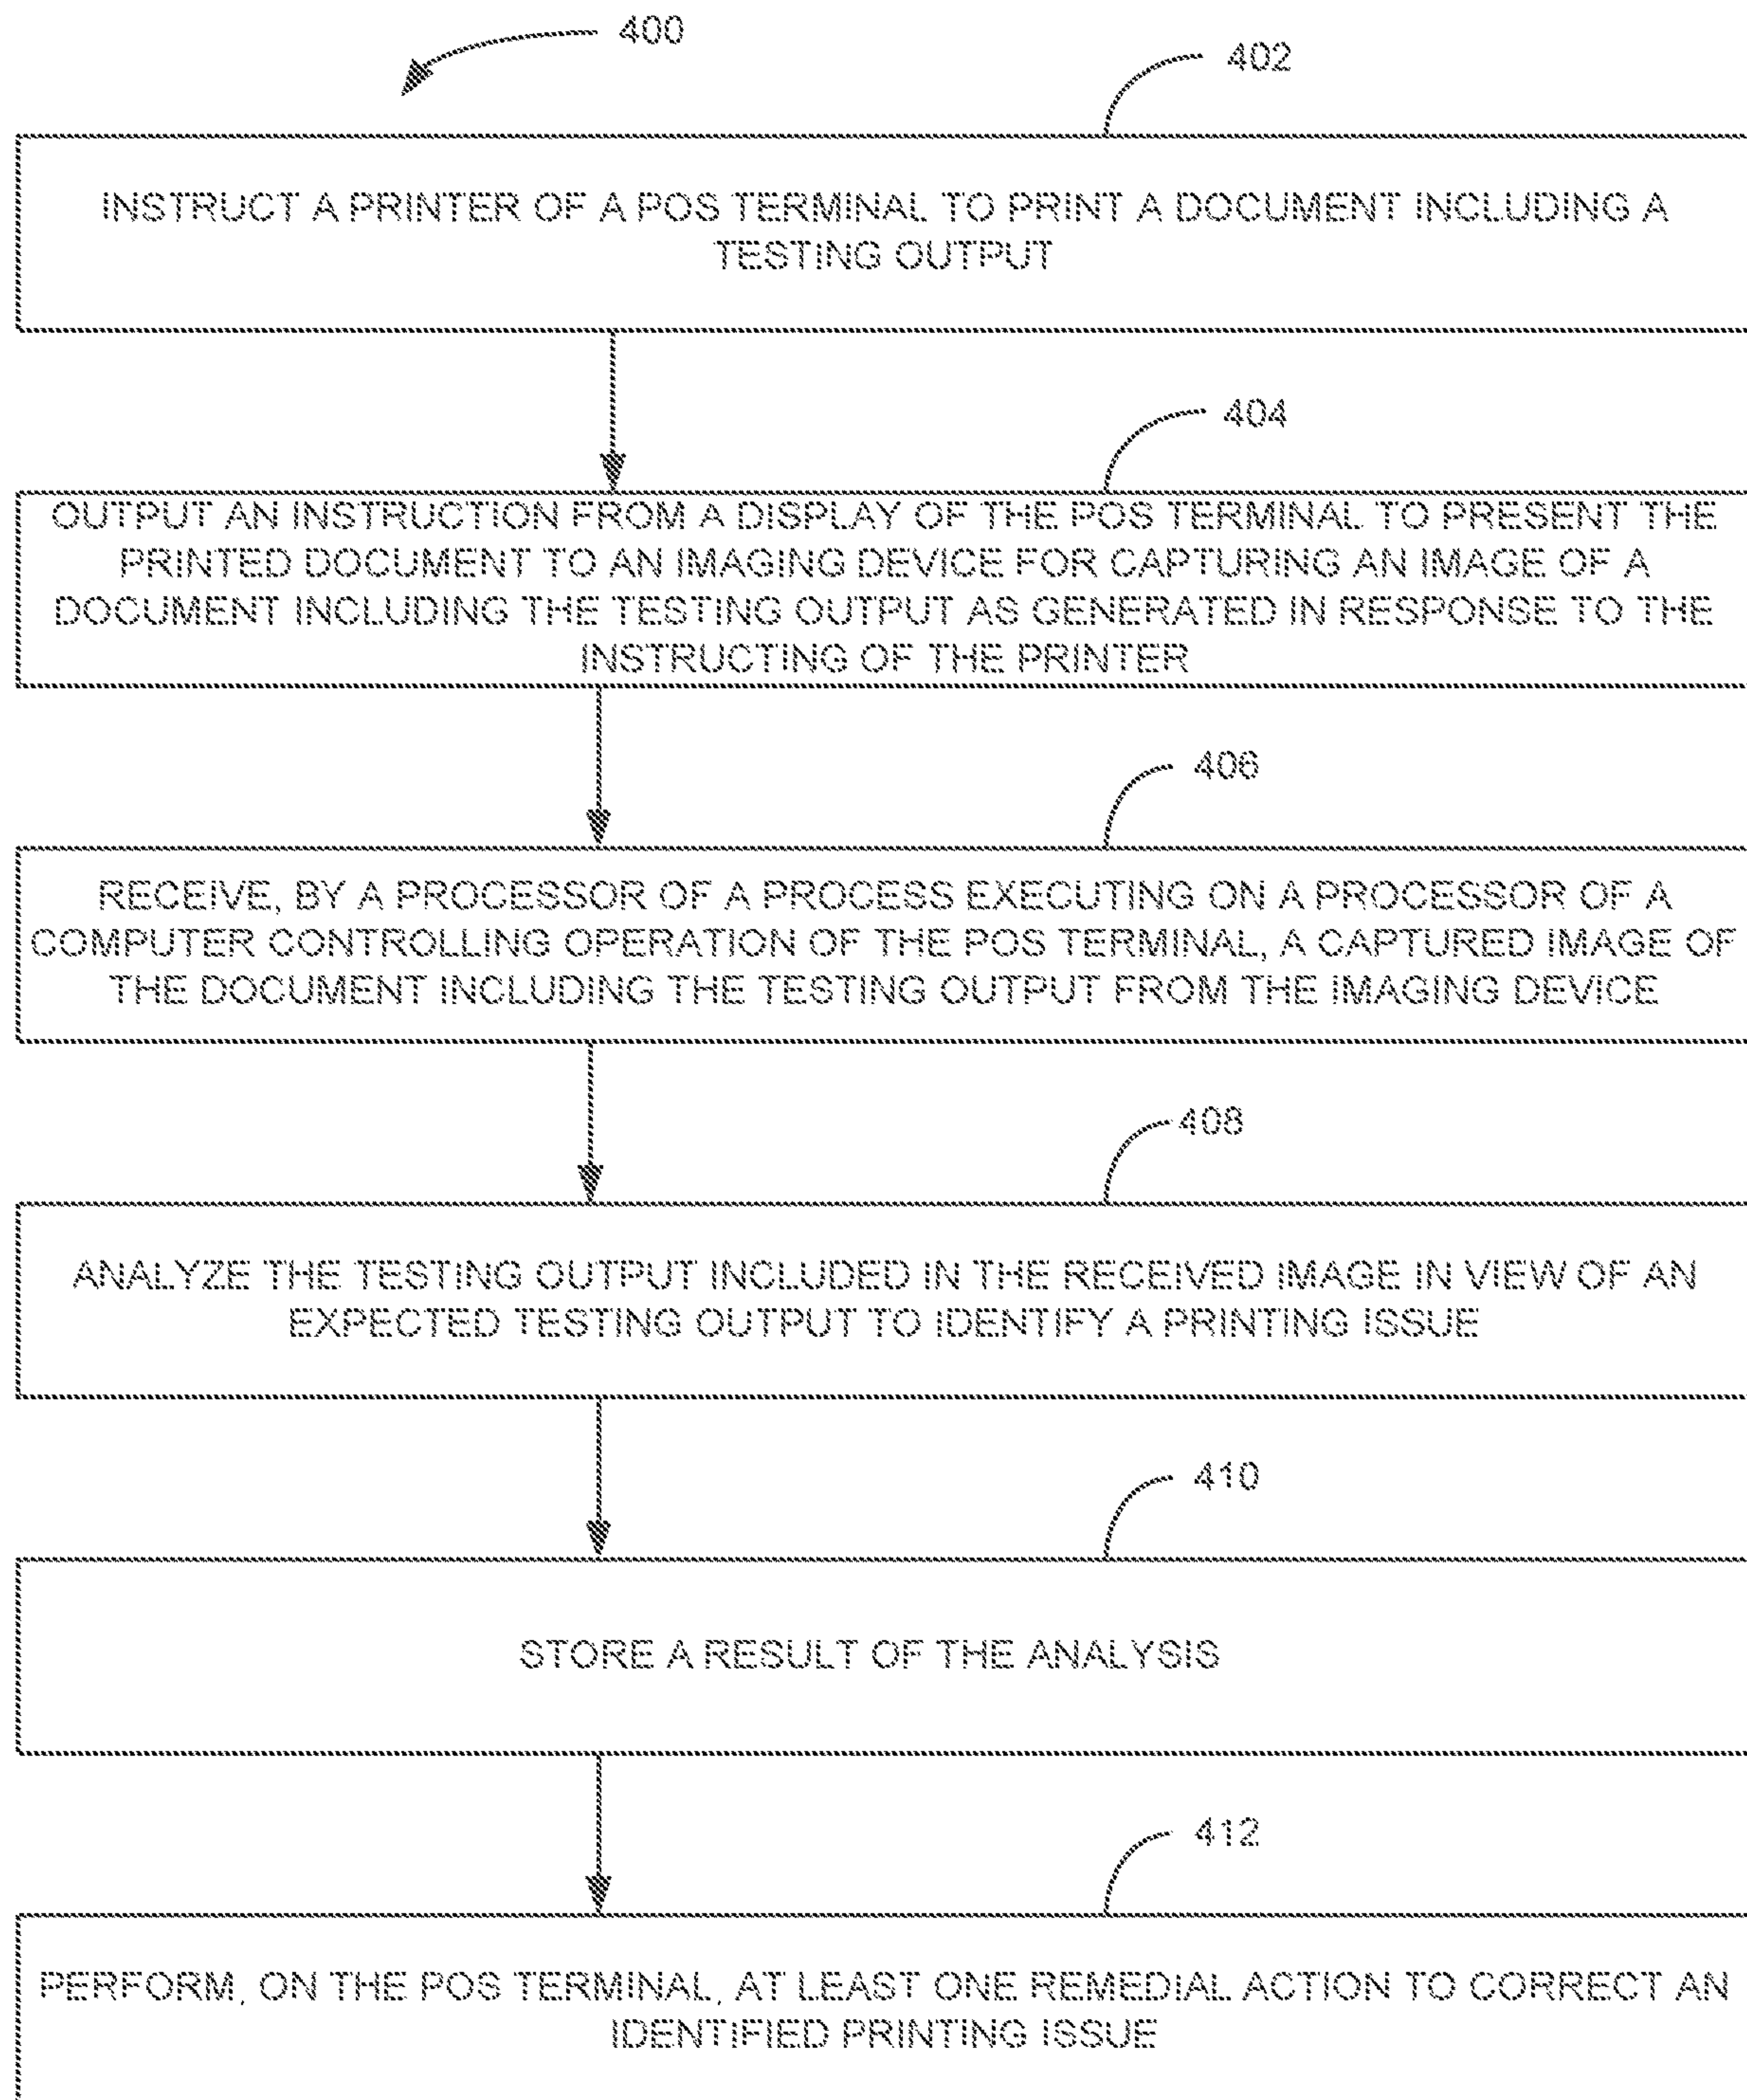 400
402
INSTRUCT A PRINTER OF A POS TERMINAL TO PRINT A DOCUMENT INCLUDING A
TESTING OUTPUT
404
OUTPUT AN INSTRUCTION FROM A DISPLAY OF THE POS TERMINAL TO PRESENT THE
PRINTED DOCUMENT TO AN IMAGING DEVICE FOR CAPTURING AN IMAGE OF A
DOCUMENT INCLUDING THE TESTING OUTPUT AS GENERATED IN RESPONSE TO THE
INSTRUCTING OF THE PRINTER
406
RECEIVE, BY A PROCESSOR OF A PROCESS EXECUTING ON A PROCESSOR OF A
COMPUTER CONTROLLING OPERATION OF THE POS TERMINAL, A CAPTURED IMAGE OF
THE DOCUMENT INCLUDING THE TESTING OUTPUT FROM THE IMAGING DEVICE
408
ANALYZE THE TESTING OUTPUT INCLUDED IN THE RECEIVED IMAGE IN VIEW OF AN
EXPECTED TESTING OUTPUT TO IDENTIFY A PRINTING ISSUE
410
STORE A RESULT OF THE ANALYSIS
412
PERFORM, ON THE POS TERMINAL, AT LEAST ONE REMEDIAL ACTION TO CORRECT AN
IDENTIFIED PRINTING ISSUE